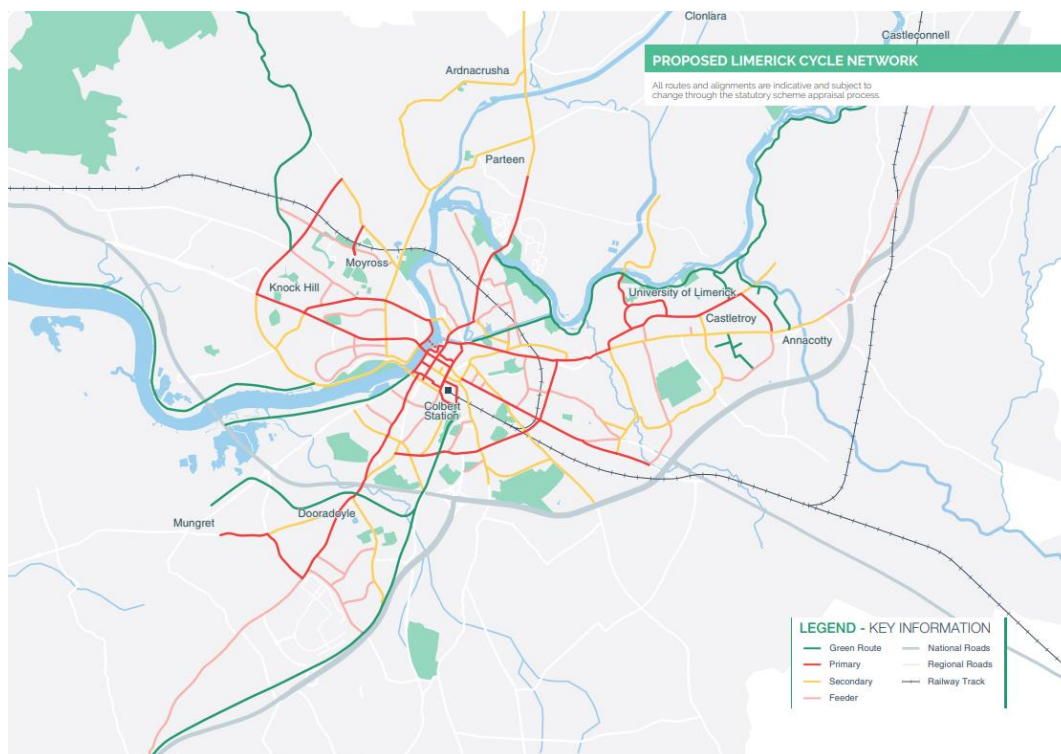 Clonlara
Castleconnell
PROPOSED LIMERICK CYCLE NETWORK
All routes and alignments are indicative and subject to
change through the statutory scheme appraisal process.
Ardnacrusha
Parteen
Moyross
Knock Hill
University of Limerick
Castletroy
Annacotty
Colbert
Station
Dooradoyle
Mungret
LEGEND - KEY INFORMATION
Green Route
National Roads
Primary
Regional Roads
Secondary
Railway Track
Feeder